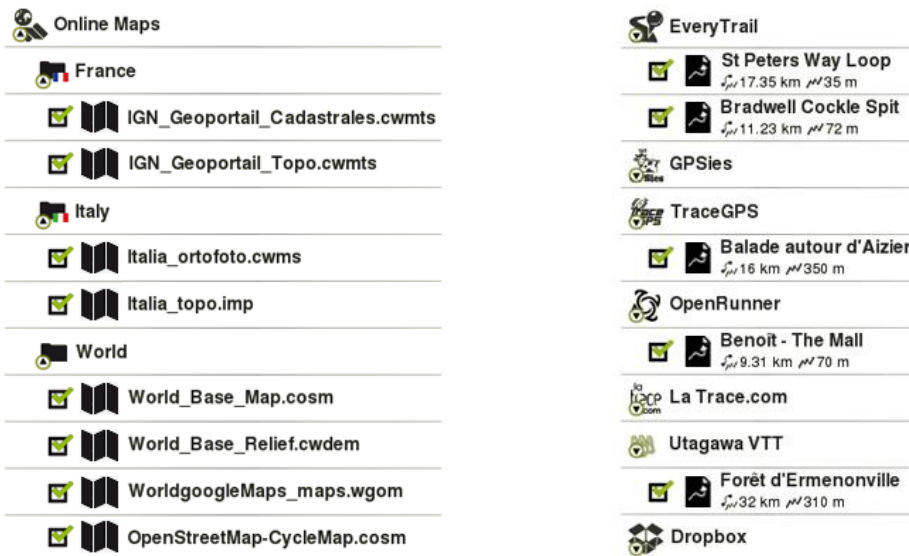 Online Maps
France
IGN_Geoportail_Cadastrales.cwmts
IGN_Geoportail_Topo.cwmts
Italy
Italia_ortofoto.cwms
Italia_topo.imp
World
World_Base_Map.cosm
World_Base_Relief.cwdem
WorldgoogleMaps_maps.wgom
OpenStreetMap-CycleMap.cosm
EveryTrail
St Peters Way Loop
17.35 km 35 m
Bradwell Cockle Spit
11.23 km 72 m
GPSies
TraceGPS
Balade autour d'Aizier
16 km 350 m
OpenRunner
Benoît - The Mall
9.31 km 70 m
la trace .com La Trace.com
Utagawa VTT
Forêt d'Ermenonville
32 km 310 m
Dropbox